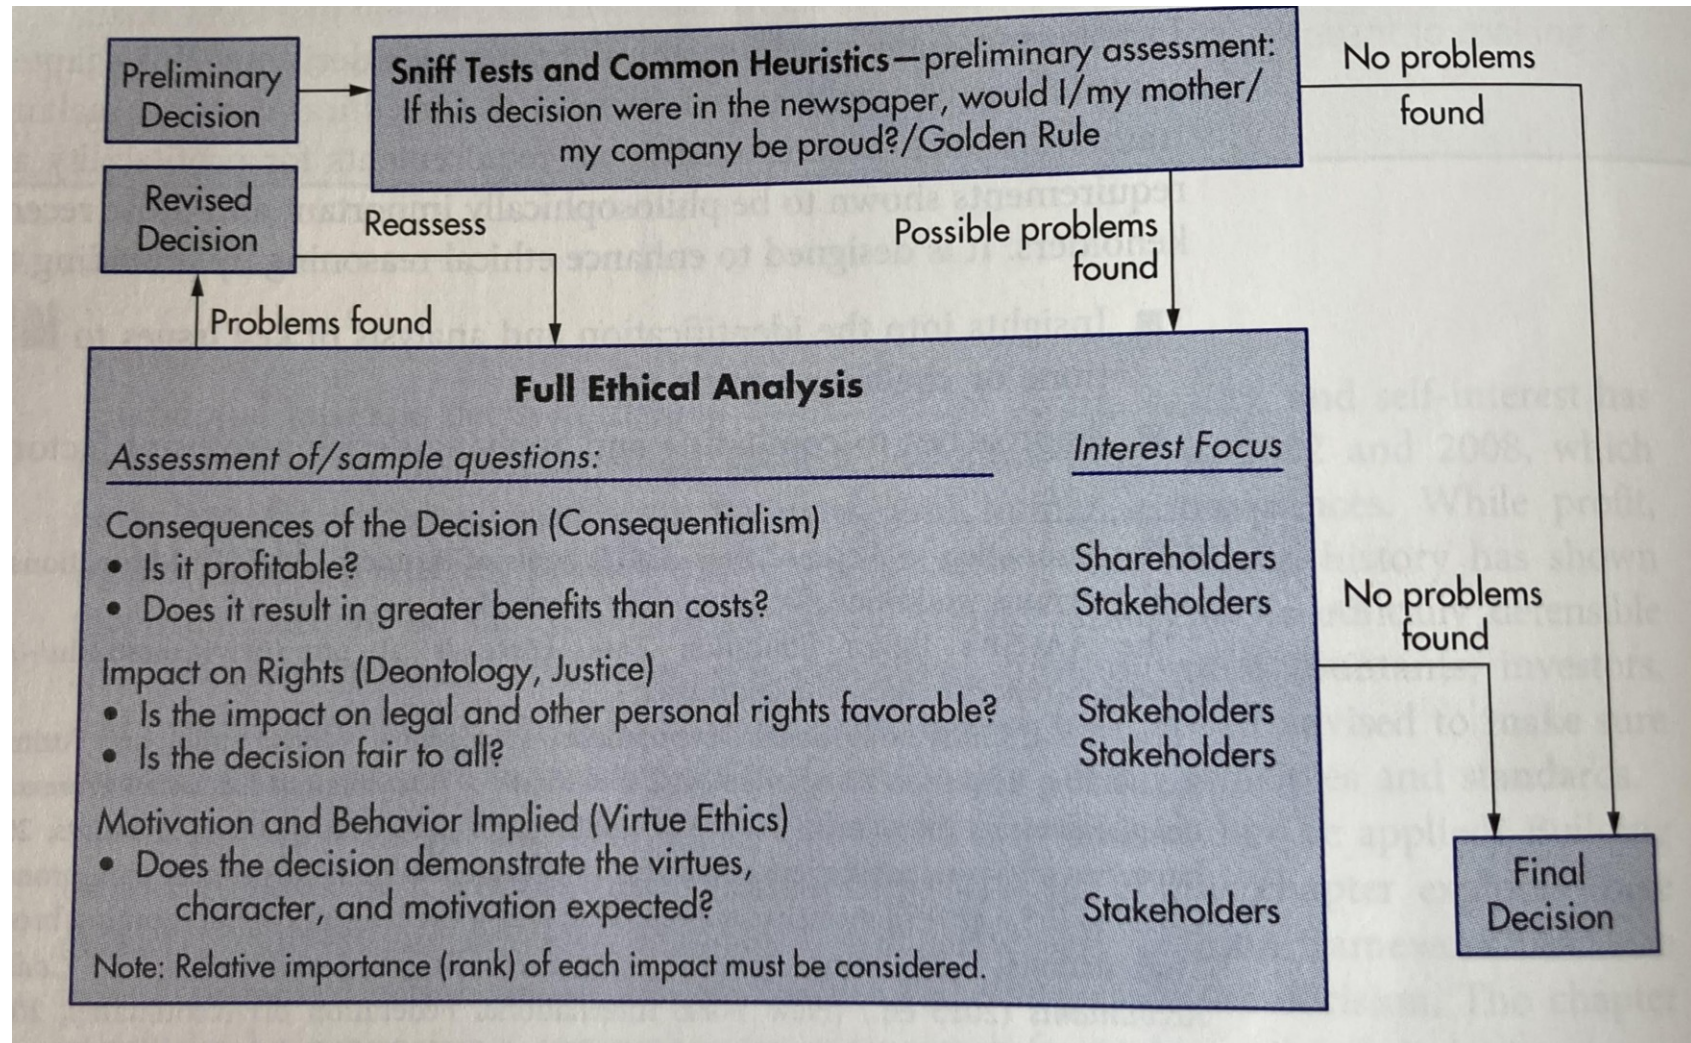 Preliminary
Decision
Sniff Tests and Common Heuristics—preliminary assessment:
If this decision were in the newspaper, would I/my mother/
my company be proud?/Golden Rule
No problems
found
Revised
Decision
Reassess
Possible problems
found
Problems found
Full Ethical Analysis
Assessment of/sample questions:
Interest Focus
Consequences of the Decision (Consequentialism)
• Is it profitable?
Shareholders
• Does it result in greater benefits than costs?
Stakeholders
No problems
found
Impact on Rights (Deontology, Justice)
• Is the impact on legal and other personal rights favorable?
Stakeholders
• Is the decision fair to all?
Stakeholders
Motivation and Behavior Implied (Virtue Ethics)
• Does the decision demonstrate the virtues,
character, and motivation expected?
Stakeholders
Final
Decision
Note: Relative importance (rank) of each impact must be considered.